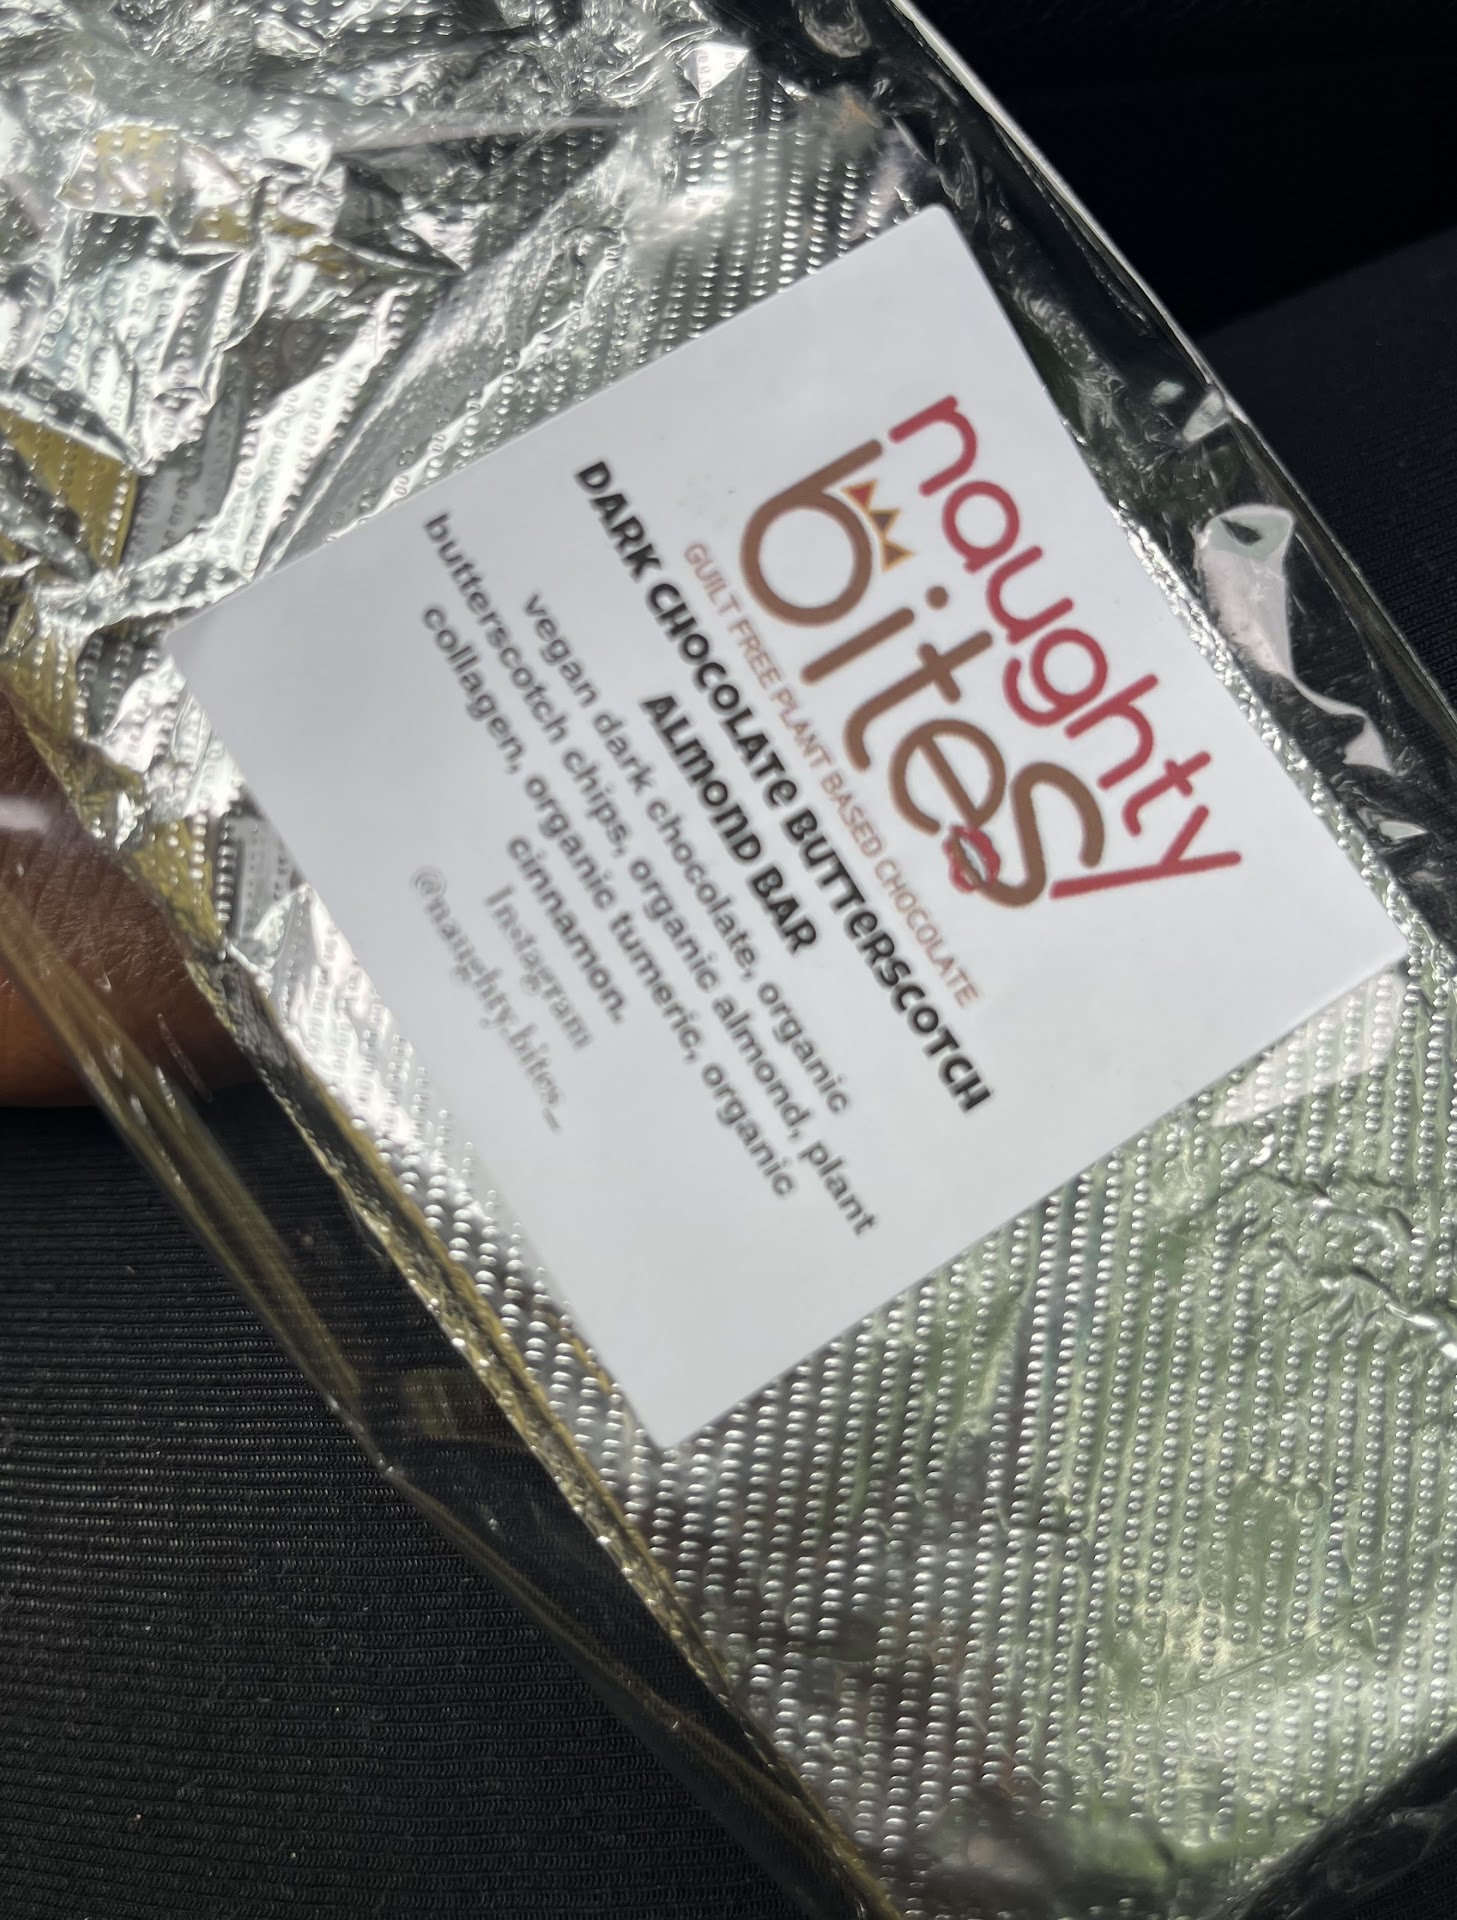 naughty
bites
GUILT FREE PLANT BASED CHOCOLATE
DARK CHOCOLATE BUTTERSCOTCH
ALMOND BAR
vegan dark chocolate, organic
butterscotch chips, organic almond, plant
collagen, organic tumeric, organic
cinnamon.
Instagram
@naughty.bites_